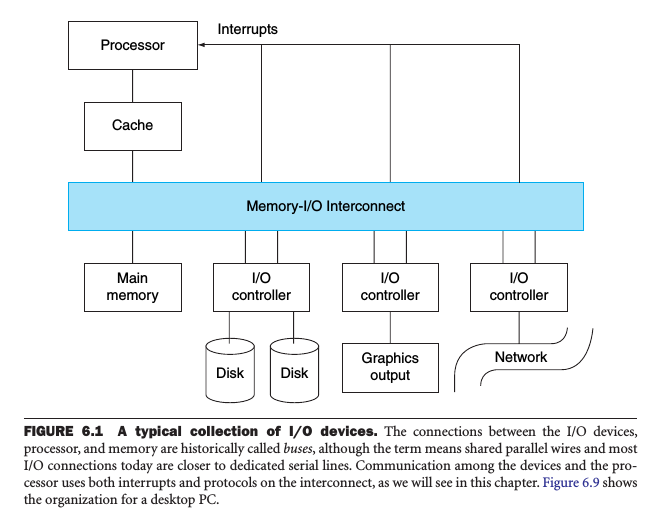 Interrupts
Processor
Cache
Memory-I/O Interconnect
Main
memory
I/O
controller
I/O
controller
I/O
controller
Disk
Disk
Graphics
output
Network
FIGURE 6.1 A typical collection of I/O devices. The connections between the I/O devices,
processor, and memory are historically called buses, although the term means shared parallel wires and most
I/O connections today are closer to dedicated serial lines. Communication among the devices and the pro-
cessor uses both interrupts and protocols on the interconnect, as we will see in this chapter. Figure 6.9 shows
the organization for a desktop PC.